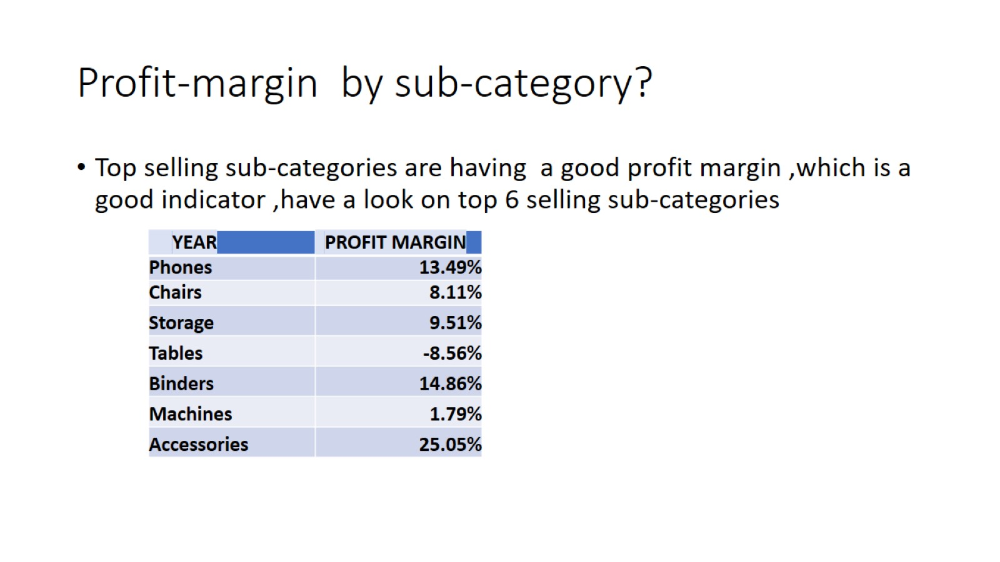 Profit-margin  by sub-category?
• Top selling sub-categories are having  a good profit margin ,which is a
good indicator ,have a look on top 6 selling sub-categories
YEAR PROFIT MARGIN
Phones 13.49%
Chairs 8.11%
Storage 9.51%
Tables -8.56%
Binders 14.86%
Machines 1.79%
Accessories 25.05%